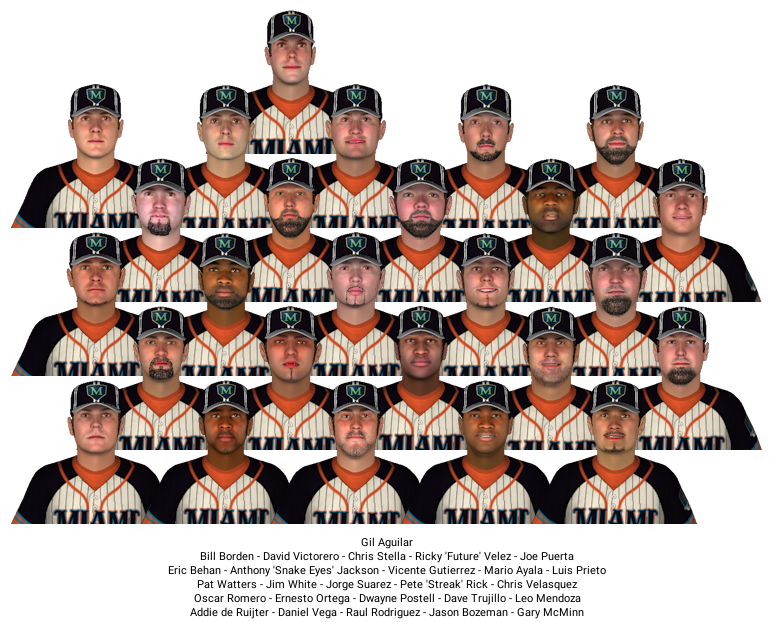 Gil Aguilar
Bill Borden - David Victorero - Chris Stella - Ricky 'Future' Velez - Joe Puerta
Eric Behan - Anthony 'Snake Eyes' Jackson - Vicente Gutierrez - Mario Ayala - Luis Prieto
Pat Watters - Jim White - Jorge Suarez - Pete 'Streak' Rick - Chris Velasquez
Oscar Romero - Ernesto Ortega - Dwayne Postell - Dave Trujillo - Leo Mendoza
Addie de Ruijter - Daniel Vega - Raul Rodriguez - Jason Bozeman - Gary McMinn